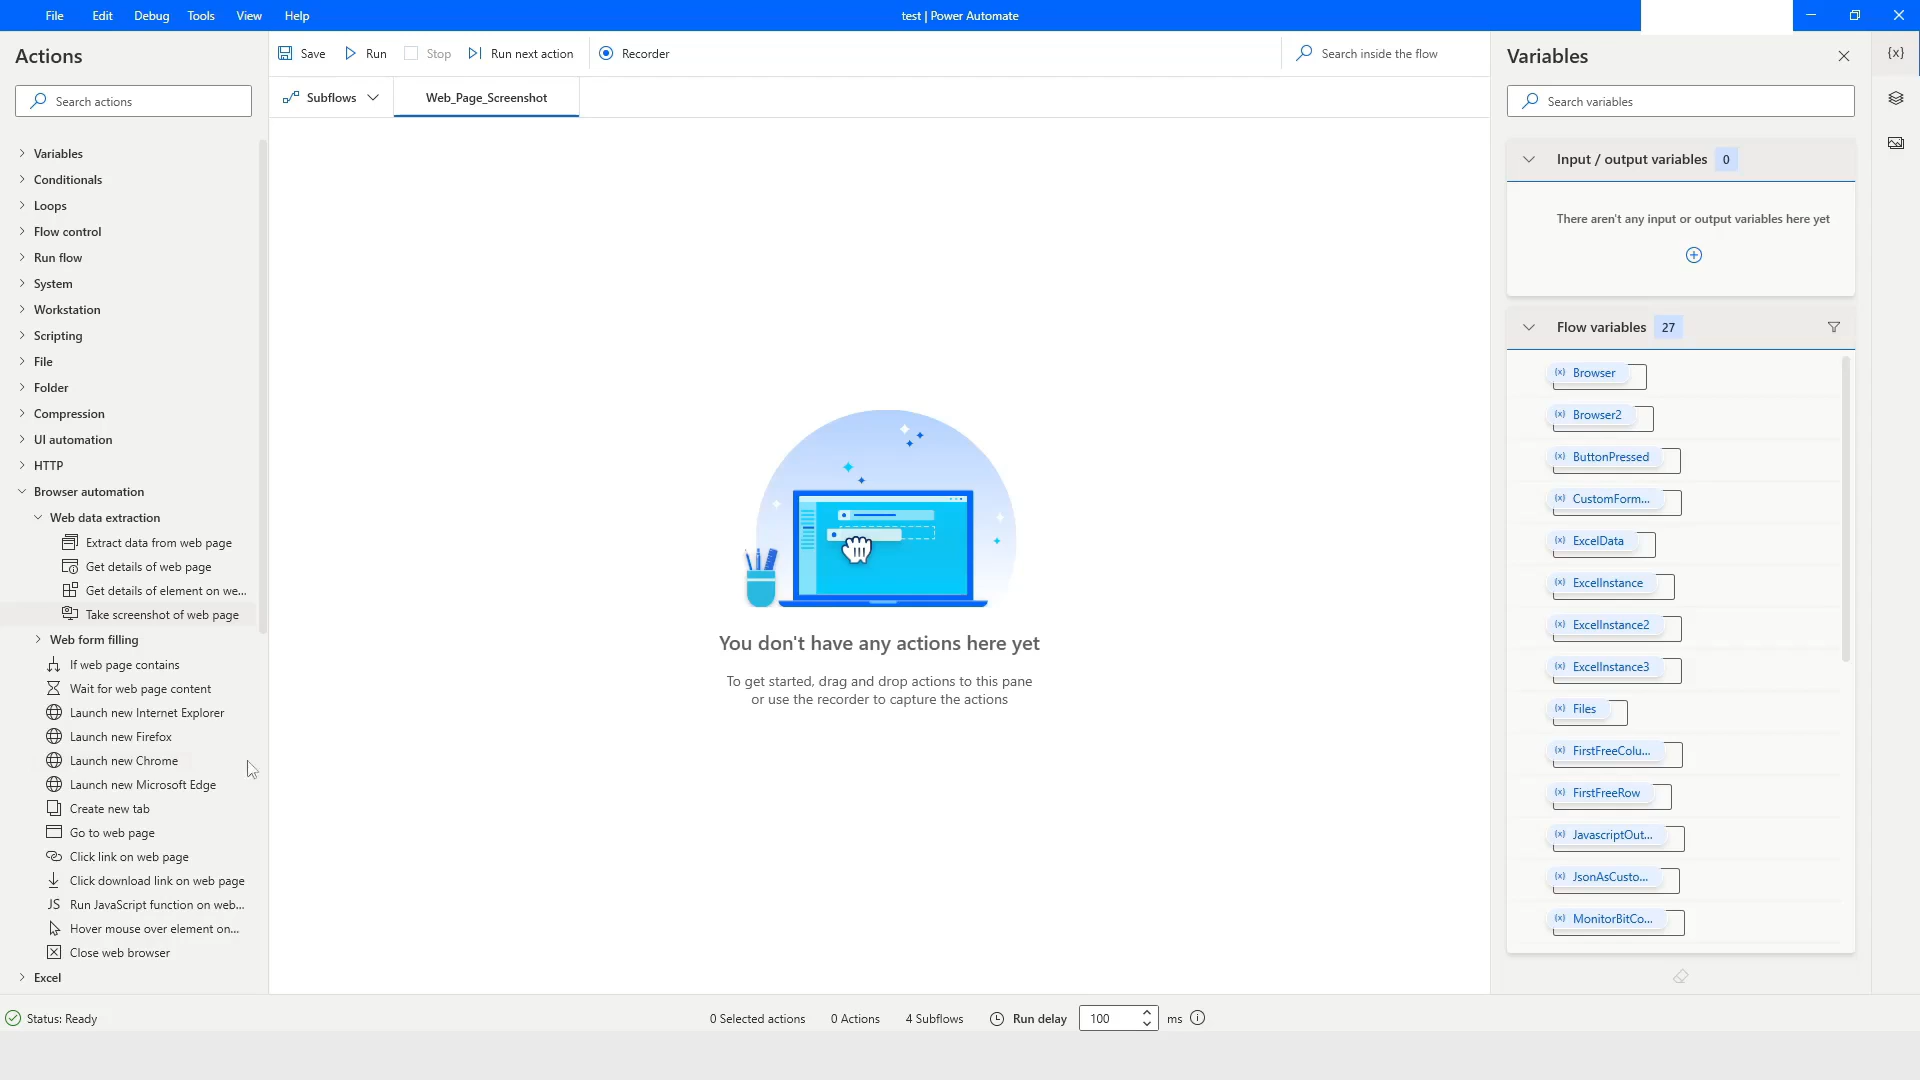 File Edit Debug Tools View Help
test | Power Automate
Actions
Search actions
Variables
Conditionals
Loops
Flow control
Run flow
System
Workstation
Scripting
File
Folder
Compression
UI automation
HTTP
Browser automation
Web data extraction
Extract data from web page
Get details of web page
Get details of element on we...
Take screenshot of web page
Web form filling
If web page contains
Wait for web page content
Launch new Internet Explorer
Launch new Firefox
Launch new Chrome
Launch new Microsoft Edge
Create new tab
Go to web page
Click link on web page
Click download link on web page
JS Run JavaScript function on web...
Hover mouse over element on...
Close web browser
Excel
Save Run Stop Run next action Recorder
Search inside the flow
Subflows
Web_Page_Screenshot
You don't have any actions here yet
To get started, drag and drop actions to this pane
or use the recorder to capture the actions
Variables
{x}
Search variables
Input / output variables 0
There aren't any input or output variables here yet
Flow variables 27
(x) Browser
(x) Browser2
(x) ButtonPressed
(x) CustomForm...
(x) ExcelData
(x) ExcelInstance
(x) ExcelInstance2
(x) ExcelInstance3
(x) Files
(x) FirstFreeColu...
(x) FirstFreeRow
(x) JavascriptOut...
(x) JsonAsCusto...
(x) MonitorBitCo...
Status: Ready
0 Selected actions
0 Actions
4 Subflows
Run delay
100
ms